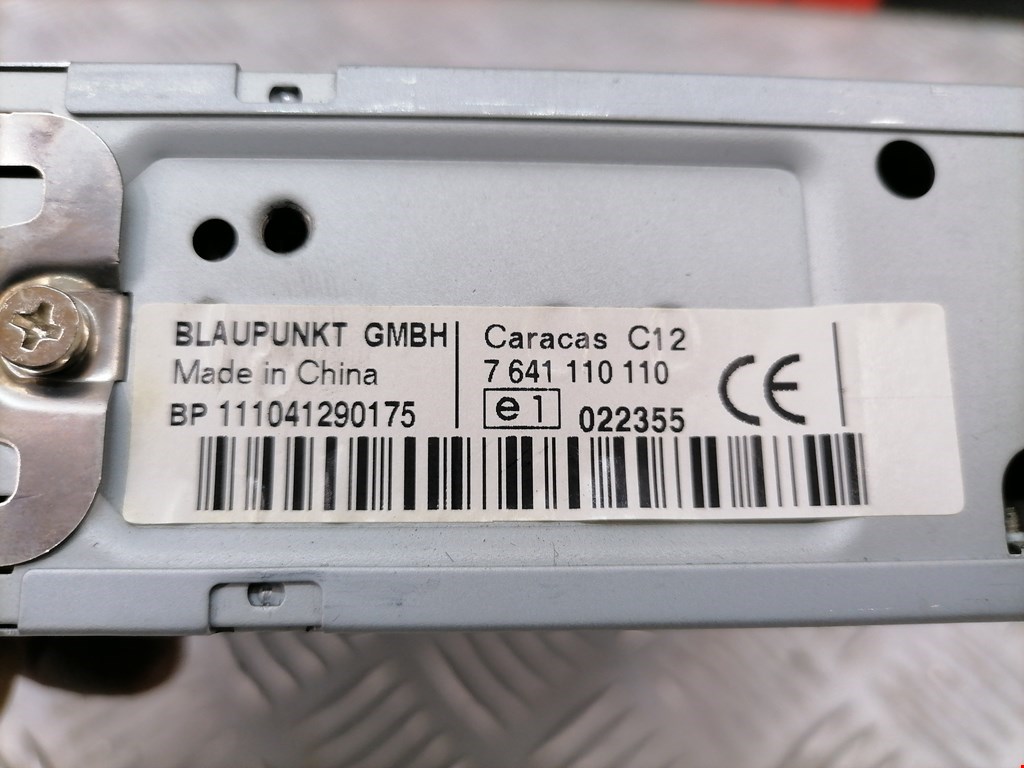 BLAUPUNKT GMBH
Made in China
BP 111041290175
Caracas C12
7 641 110 110
e1 022355
CE